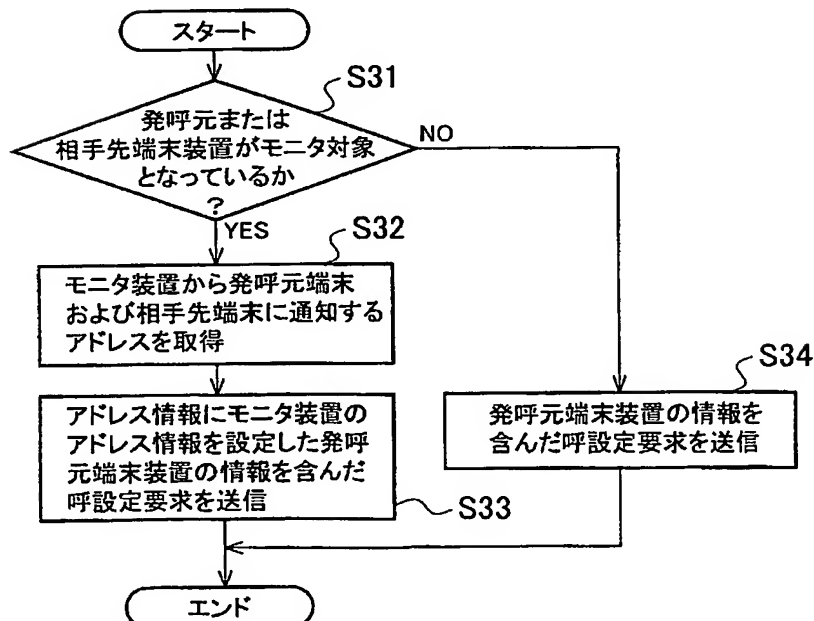 スタート
S31
発呼元または
相手先端末装置がモニタ対象
となっているか
?
NO
YES
S32
モニタ装置から発呼元端末
および相手先端末に通知する
アドレスを取得
S34
アドレス情報にモニタ装置の
アドレス情報を設定した発呼
元端末装置の情報を含んだ
呼設定要求を送信
S33
発呼元端末装置の情報を
含んだ呼設定要求を送信
エンド